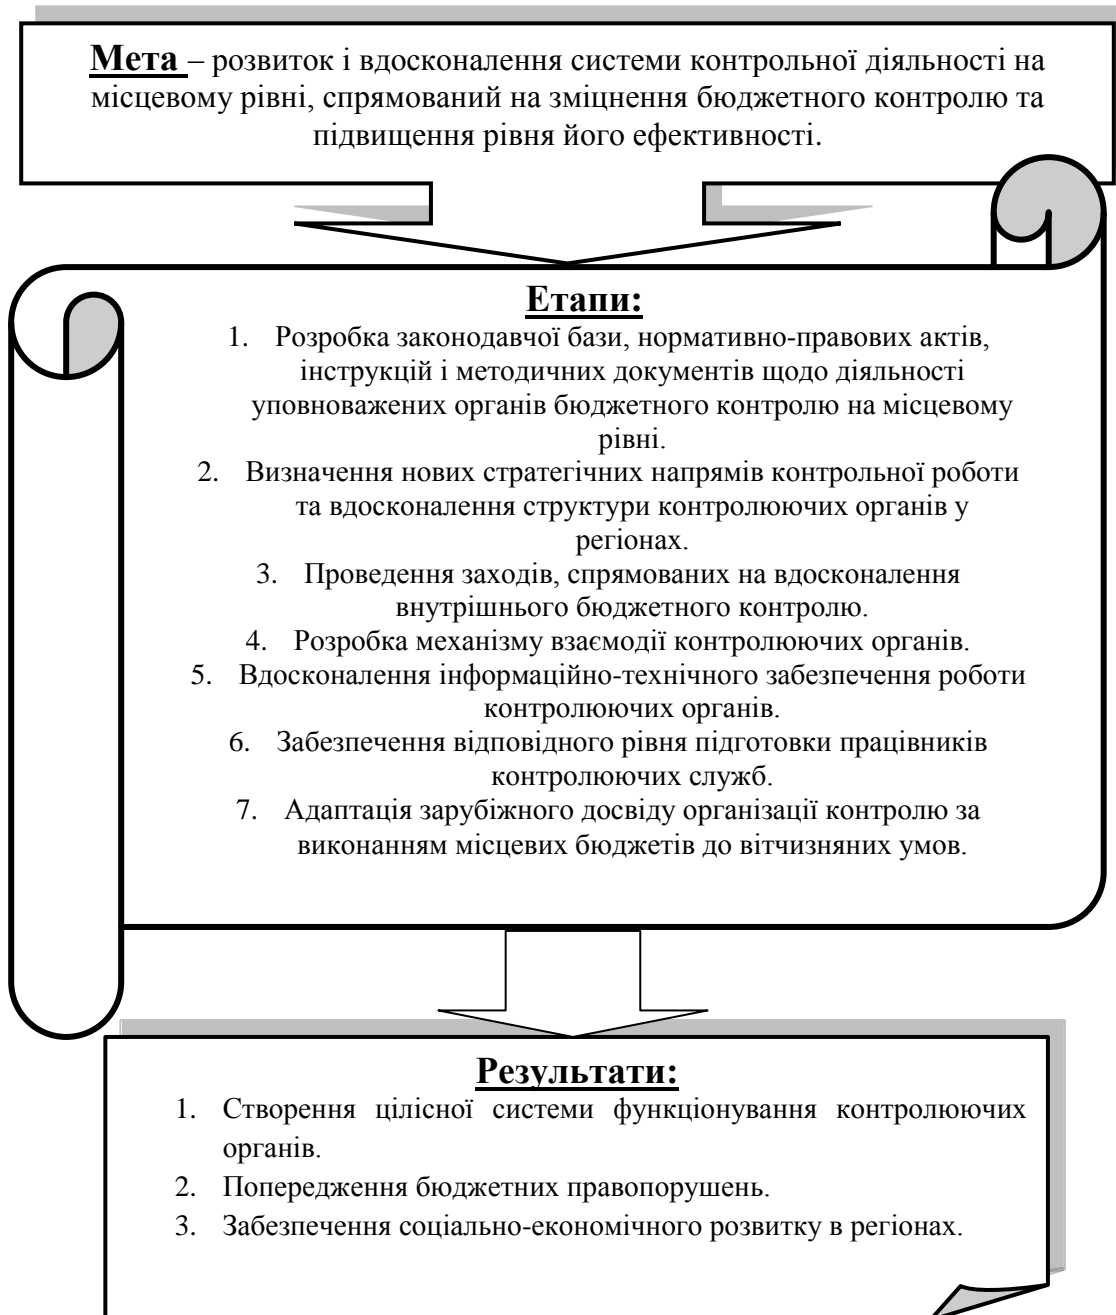 Мета – розвиток і вдосконалення системи контрольної діяльності на
місцевому рівні, спрямований на зміцнення бюджетного контролю та
підвищення рівня його ефективності.
Етапи:
1. Розробка законодавчої бази, нормативно-правових актів,
інструкцій і методичних документів щодо діяльності
уповноважених органів бюджетного контролю на місцевому
рівні.
2. Визначення нових стратегічних напрямів контрольної роботи
та вдосконалення структури контролюючих органів у
регіонах.
3. Проведення заходів, спрямованих на вдосконалення
внутрішнього бюджетного контролю.
4. Розробка механізму взаємодії контролюючих органів.
5. Вдосконалення інформаційно-технічного забезпечення роботи
контролюючих органів.
6. Забезпечення відповідного рівня підготовки працівників
контролюючих служб.
7. Адаптація зарубіжного досвіду організації контролю за
виконанням місцевих бюджетів до вітчизняних умов.
Результати:
1. Створення цілісної системи функціонування контролюючих
органів.
2. Попередження бюджетних правопорушень.
3. Забезпечення соціально-економічного розвитку в регіонах.